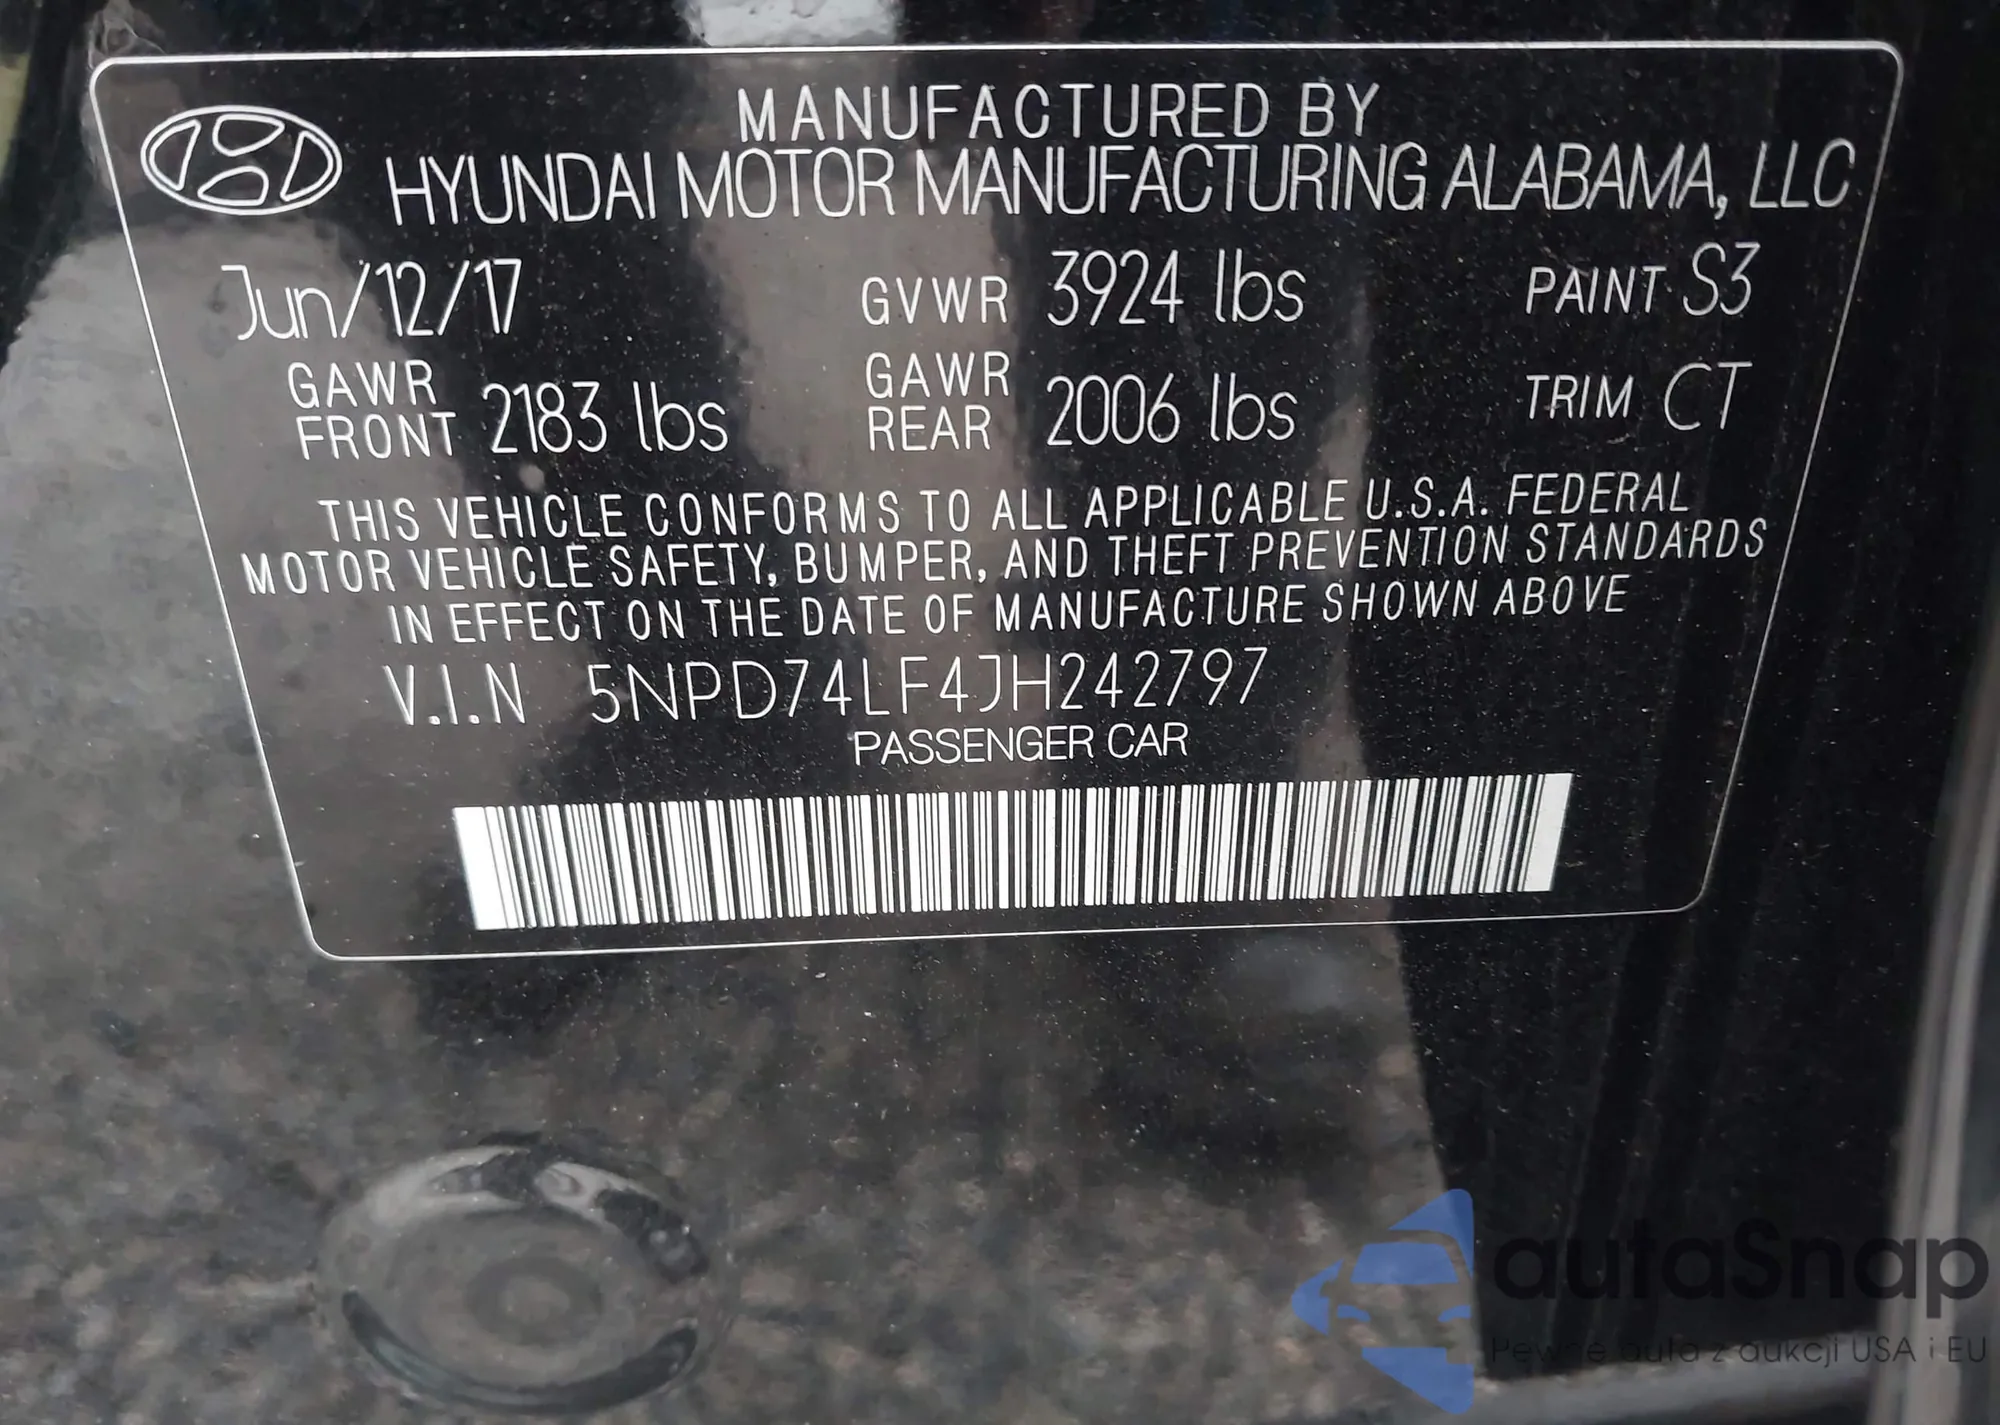 MANUFACTURED BY
HYUNDAI MOTOR MANUFACTURING ALABAMA, LLC
Jun/12/17 GVWR 3924 lbs PAINT S3
GAWR FRONT 2183 lbs GAWR REAR 2006 lbs TRIM CT
THIS VEHICLE CONFORMS TO ALL APPLICABLE U.S.A. FEDERAL
MOTOR VEHICLE SAFETY, BUMPER, AND THEFT PREVENTION STANDARDS
IN EFFECT ON THE DATE OF MANUFACTURE SHOWN ABOVE
V.I.N 5NPD74LF4JH242797
PASSENGER CAR
autaSnap
Pewne auta z aukcji USA i EU